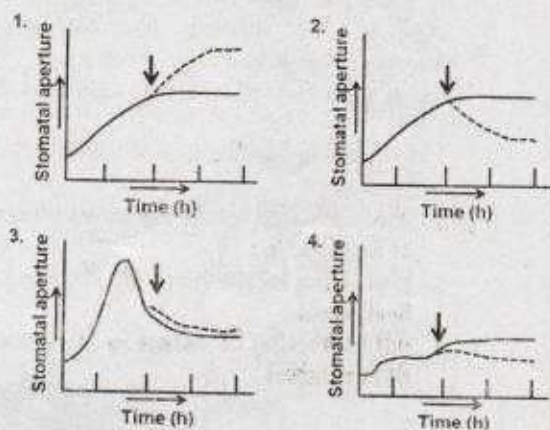 1.
Stomatal aperture
Time (h)
2.
Stomatal aperture
Time (h)
3.
Stomatal aperture
Time (h)
4.
Stomatal aperture
Time (h)